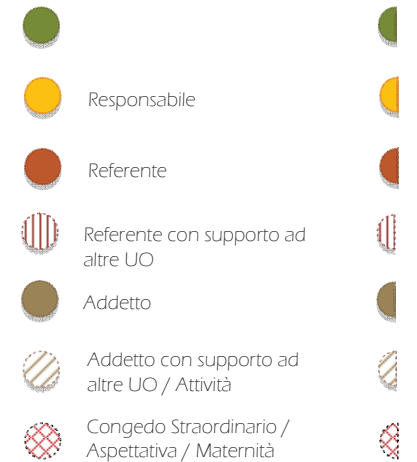 Responsabile
Referente
Referente con supporto ad
altre UO
Addetto
Addetto con supporto ad
altre UO / Attività
Congedo Straordinario /
Aspettativa / Maternità